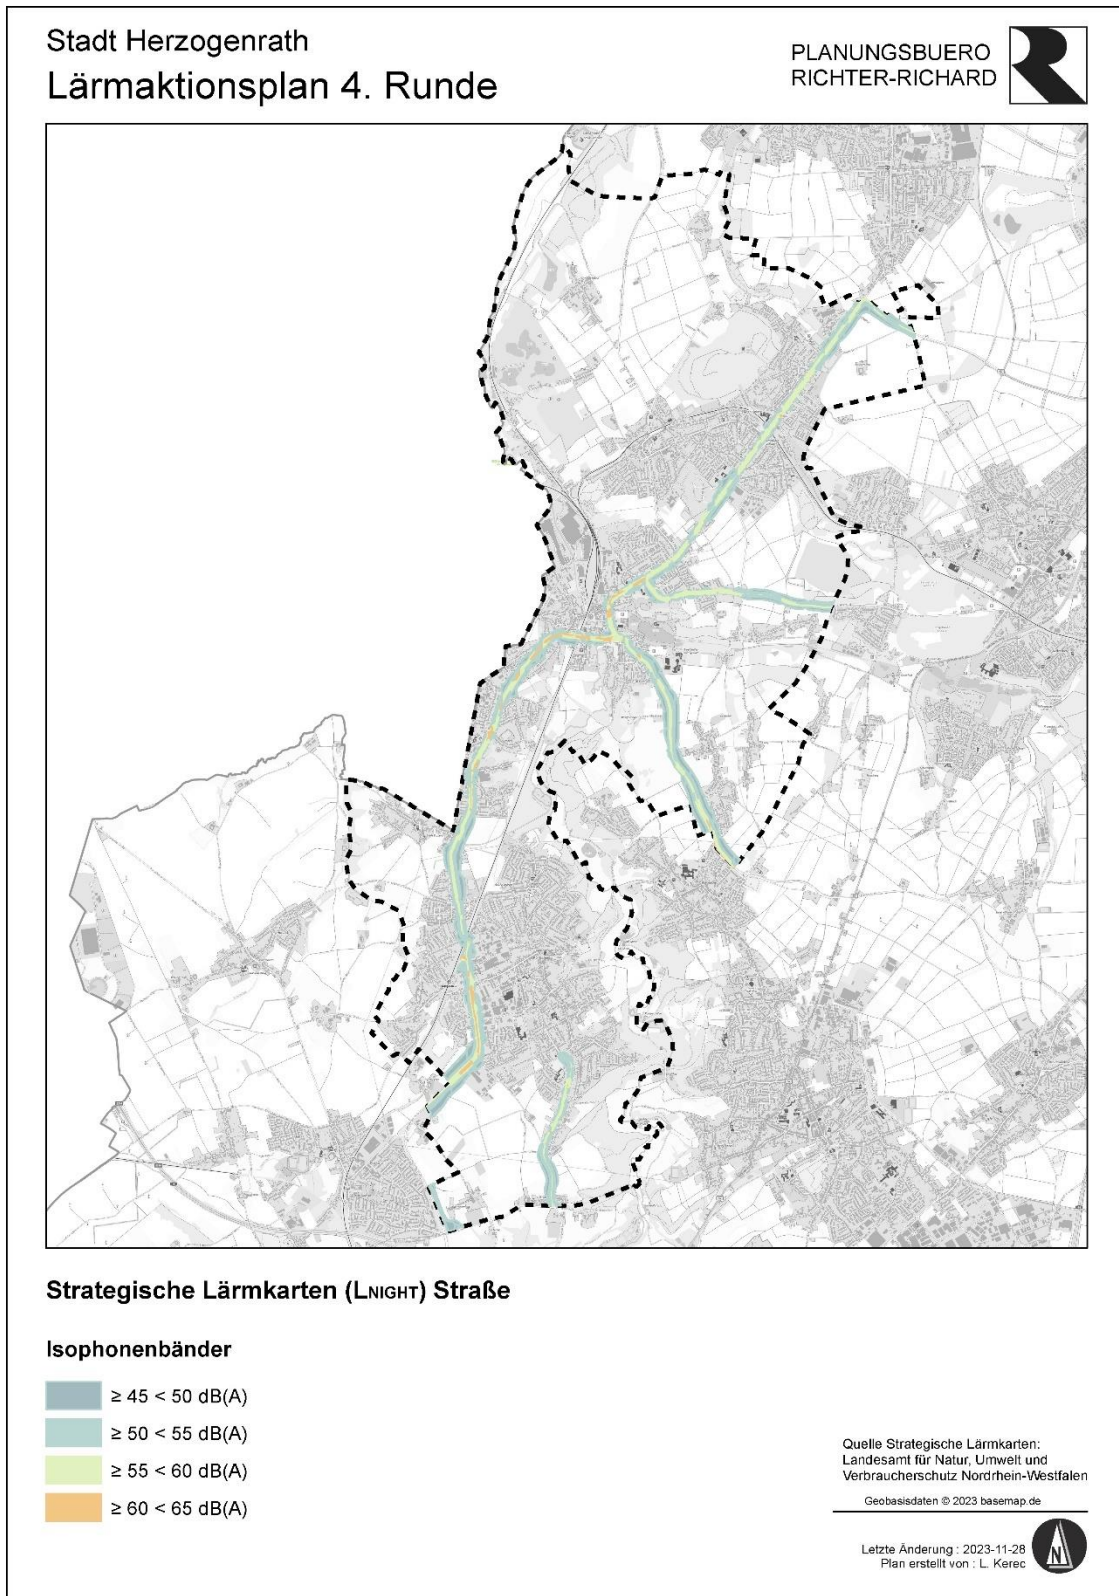 Stadt Herzogenrath
Lärmaktionsplan 4. Runde
PLANUNGSBUERO
RICHTER-RICHARD
Strategische Lärmkarten (LNIGHT) Straße
Isophonenbänder
≥ 45 < 50 dB(A)
≥ 50 < 55 dB(A)
≥ 55 < 60 dB(A)
≥ 60 < 65 dB(A)
Quelle Strategische Lärmkarten:
Landesamt für Natur, Umwelt und
Verbraucherschutz Nordrhein-Westfalen
Geobasisdaten © 2023 basemap.de
Letzte Änderung : 2023-11-28
Plan erstellt von : L. Kerec
N